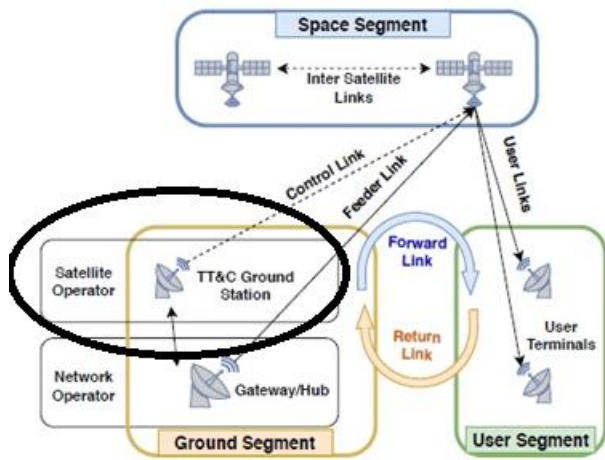 Space Segment
Inter Satellite
Links
Control Link
Feeder Link
User Links
Satellite
Operator
TT&C Ground
Station
Forward
Link
Return
Link
User
Terminals
Network
Operator
Gateway/Hub
Ground Segment
User Segment